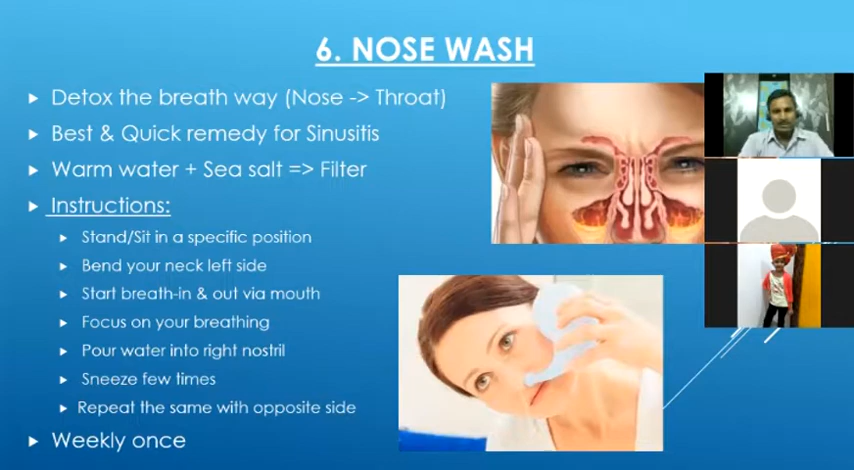 6. NOSE WASH
Detox the breath way (Nose -> Throat)
Best & Quick remedy for Sinusitis
Warm water + Sea salt => Filter
Instructions:
Stand/Sit in a specific position
Bend your neck left side
Start breath-in & out via mouth
Focus on your breathing
Pour water into right nostril
Sneeze few times
Repeat the same with opposite side
Weekly once